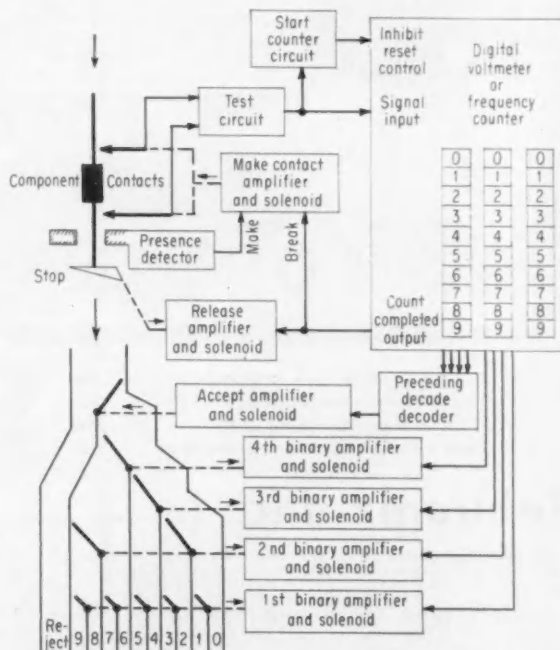 Start
counter
circuit
Inhibit
reset
control
Digital
voltmeter
or
frequency
counter
Test
circuit
Signal
input
Component
Contacts
Make contact
amplifier
and solenoid
Presence
detector
Make
Break
Stop
Release
amplifier
and solenoid
Count
completed
output
0 0 0
1 1 1
2 2 2
3 3 3
4 4 4
5 5 5
6 6 6
7 7 7
8 8 8
9 9 9
Preceding
decade
decoder
Accept amplifier
and solenoid
4th binary amplifier
and solenoid
3rd binary amplifier
and solenoid
2nd binary amplifier
and solenoid
1st binary amplifier
and solenoid
Re-
ject
9 8 7 6 5 4 3 2 1 0